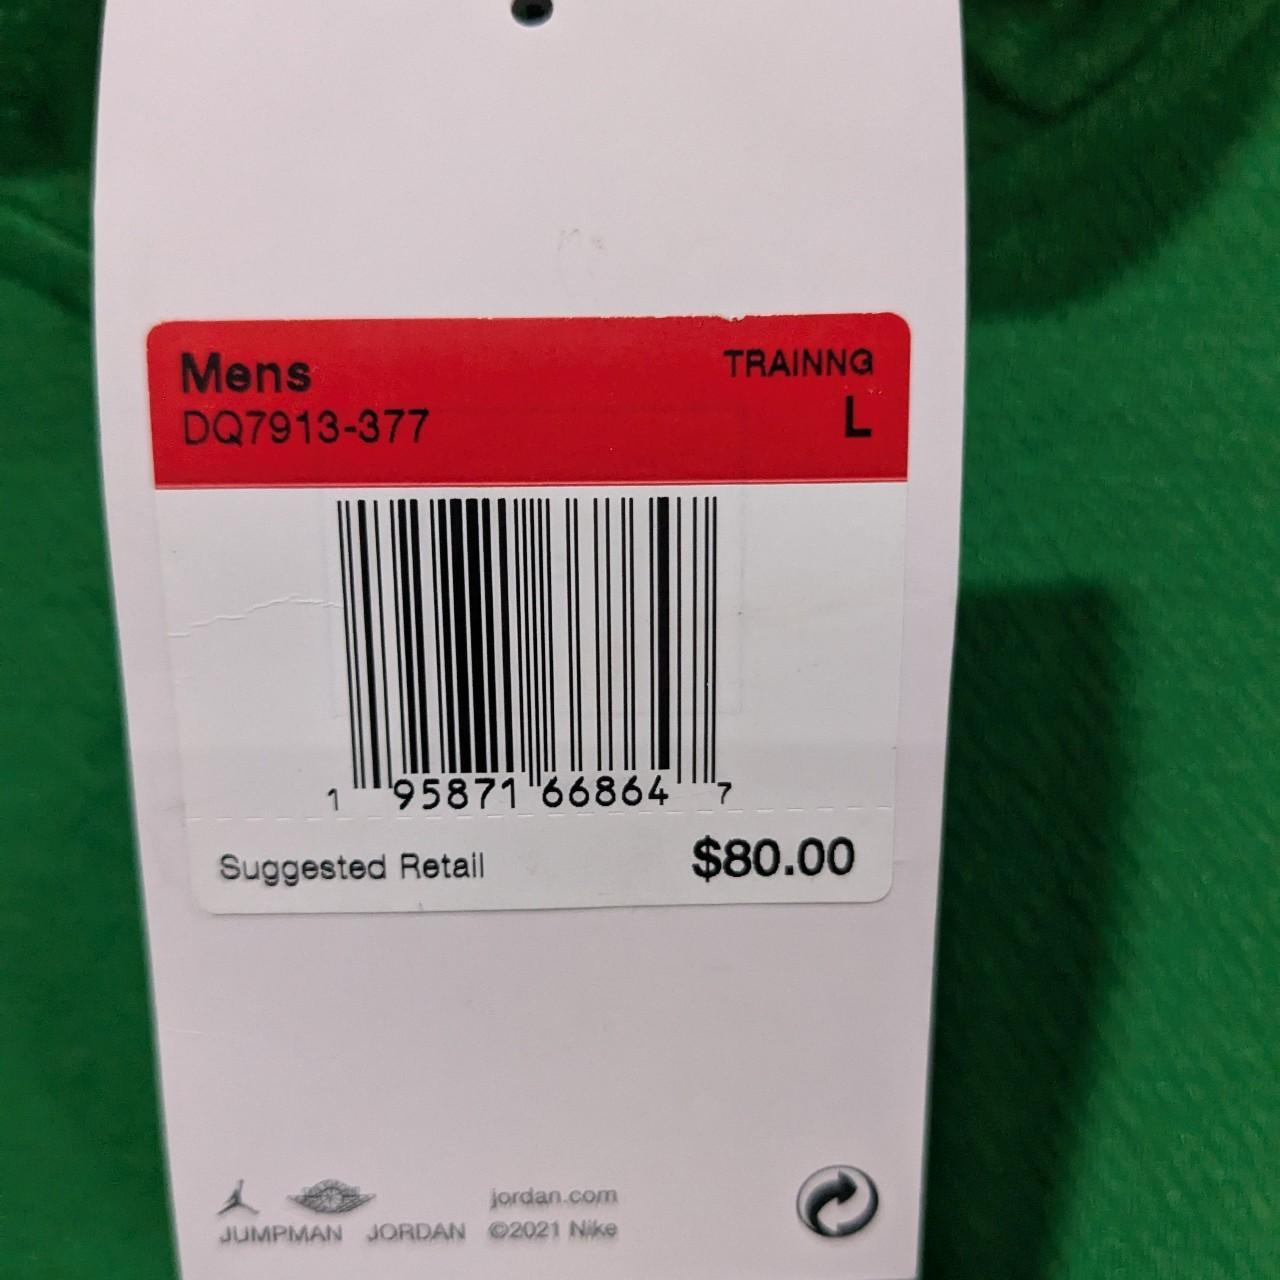 Mens TRAINNG
DQ7913-377 L
1 95871 66864 7
Suggested Retail $80.00
jordan.com
JUMPMAN JORDAN ©2021 Nike